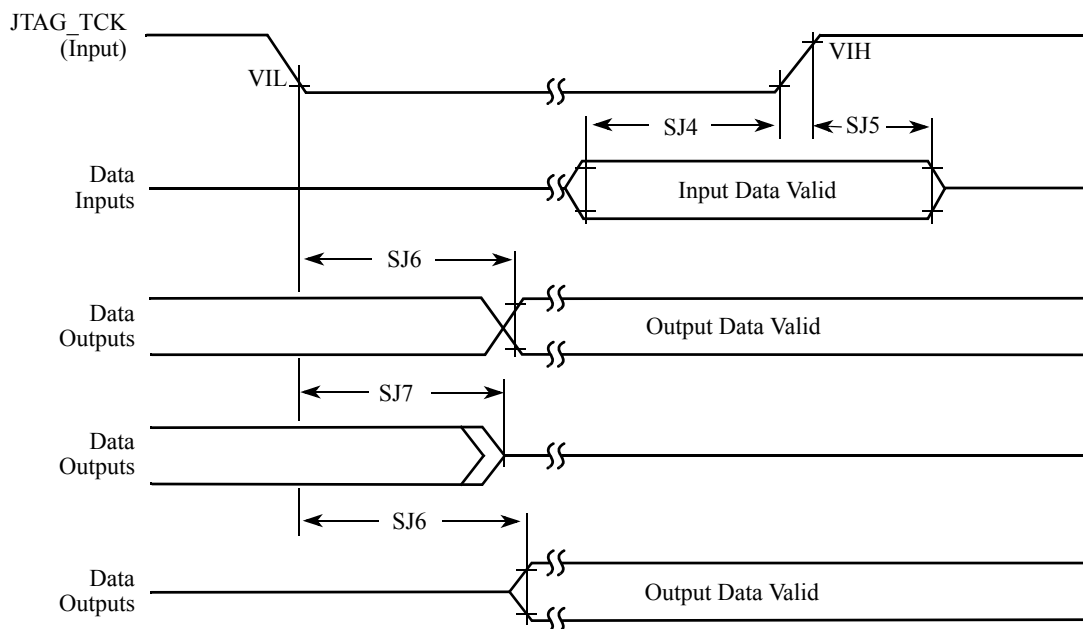 JTAG_TCK
(Input)
VIL
VIH
SJ4
SJ5
Data
Inputs
Input Data Valid
SJ6
Data
Outputs
Output Data Valid
SJ7
Data
Outputs
SJ6
Data
Outputs
Output Data Valid